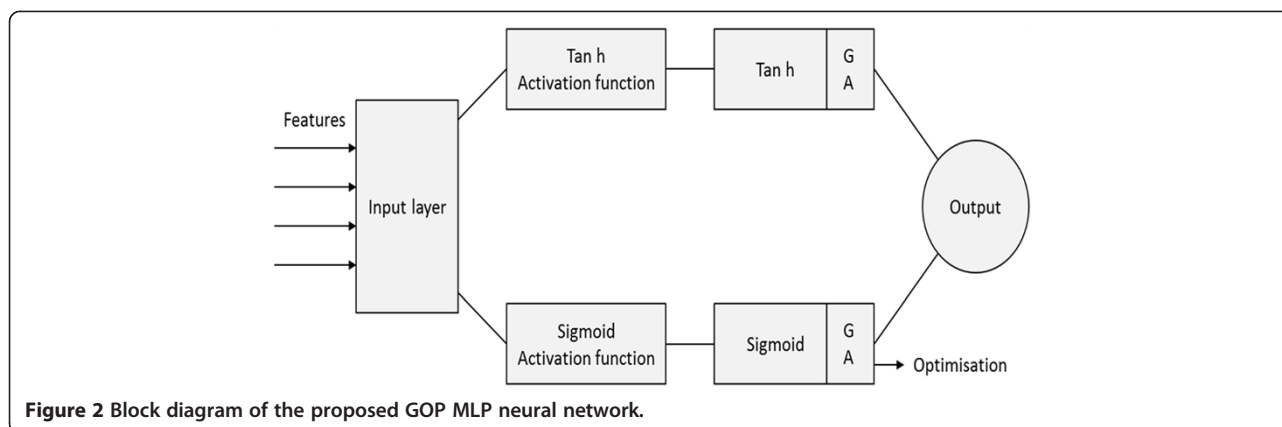 Features
Input layer
Tan h
Activation function
Tan h
G
A
Sigmoid
Activation function
Sigmoid
G
A
Output
Optimisation
Figure 2 Block diagram of the proposed GOP MLP neural network.